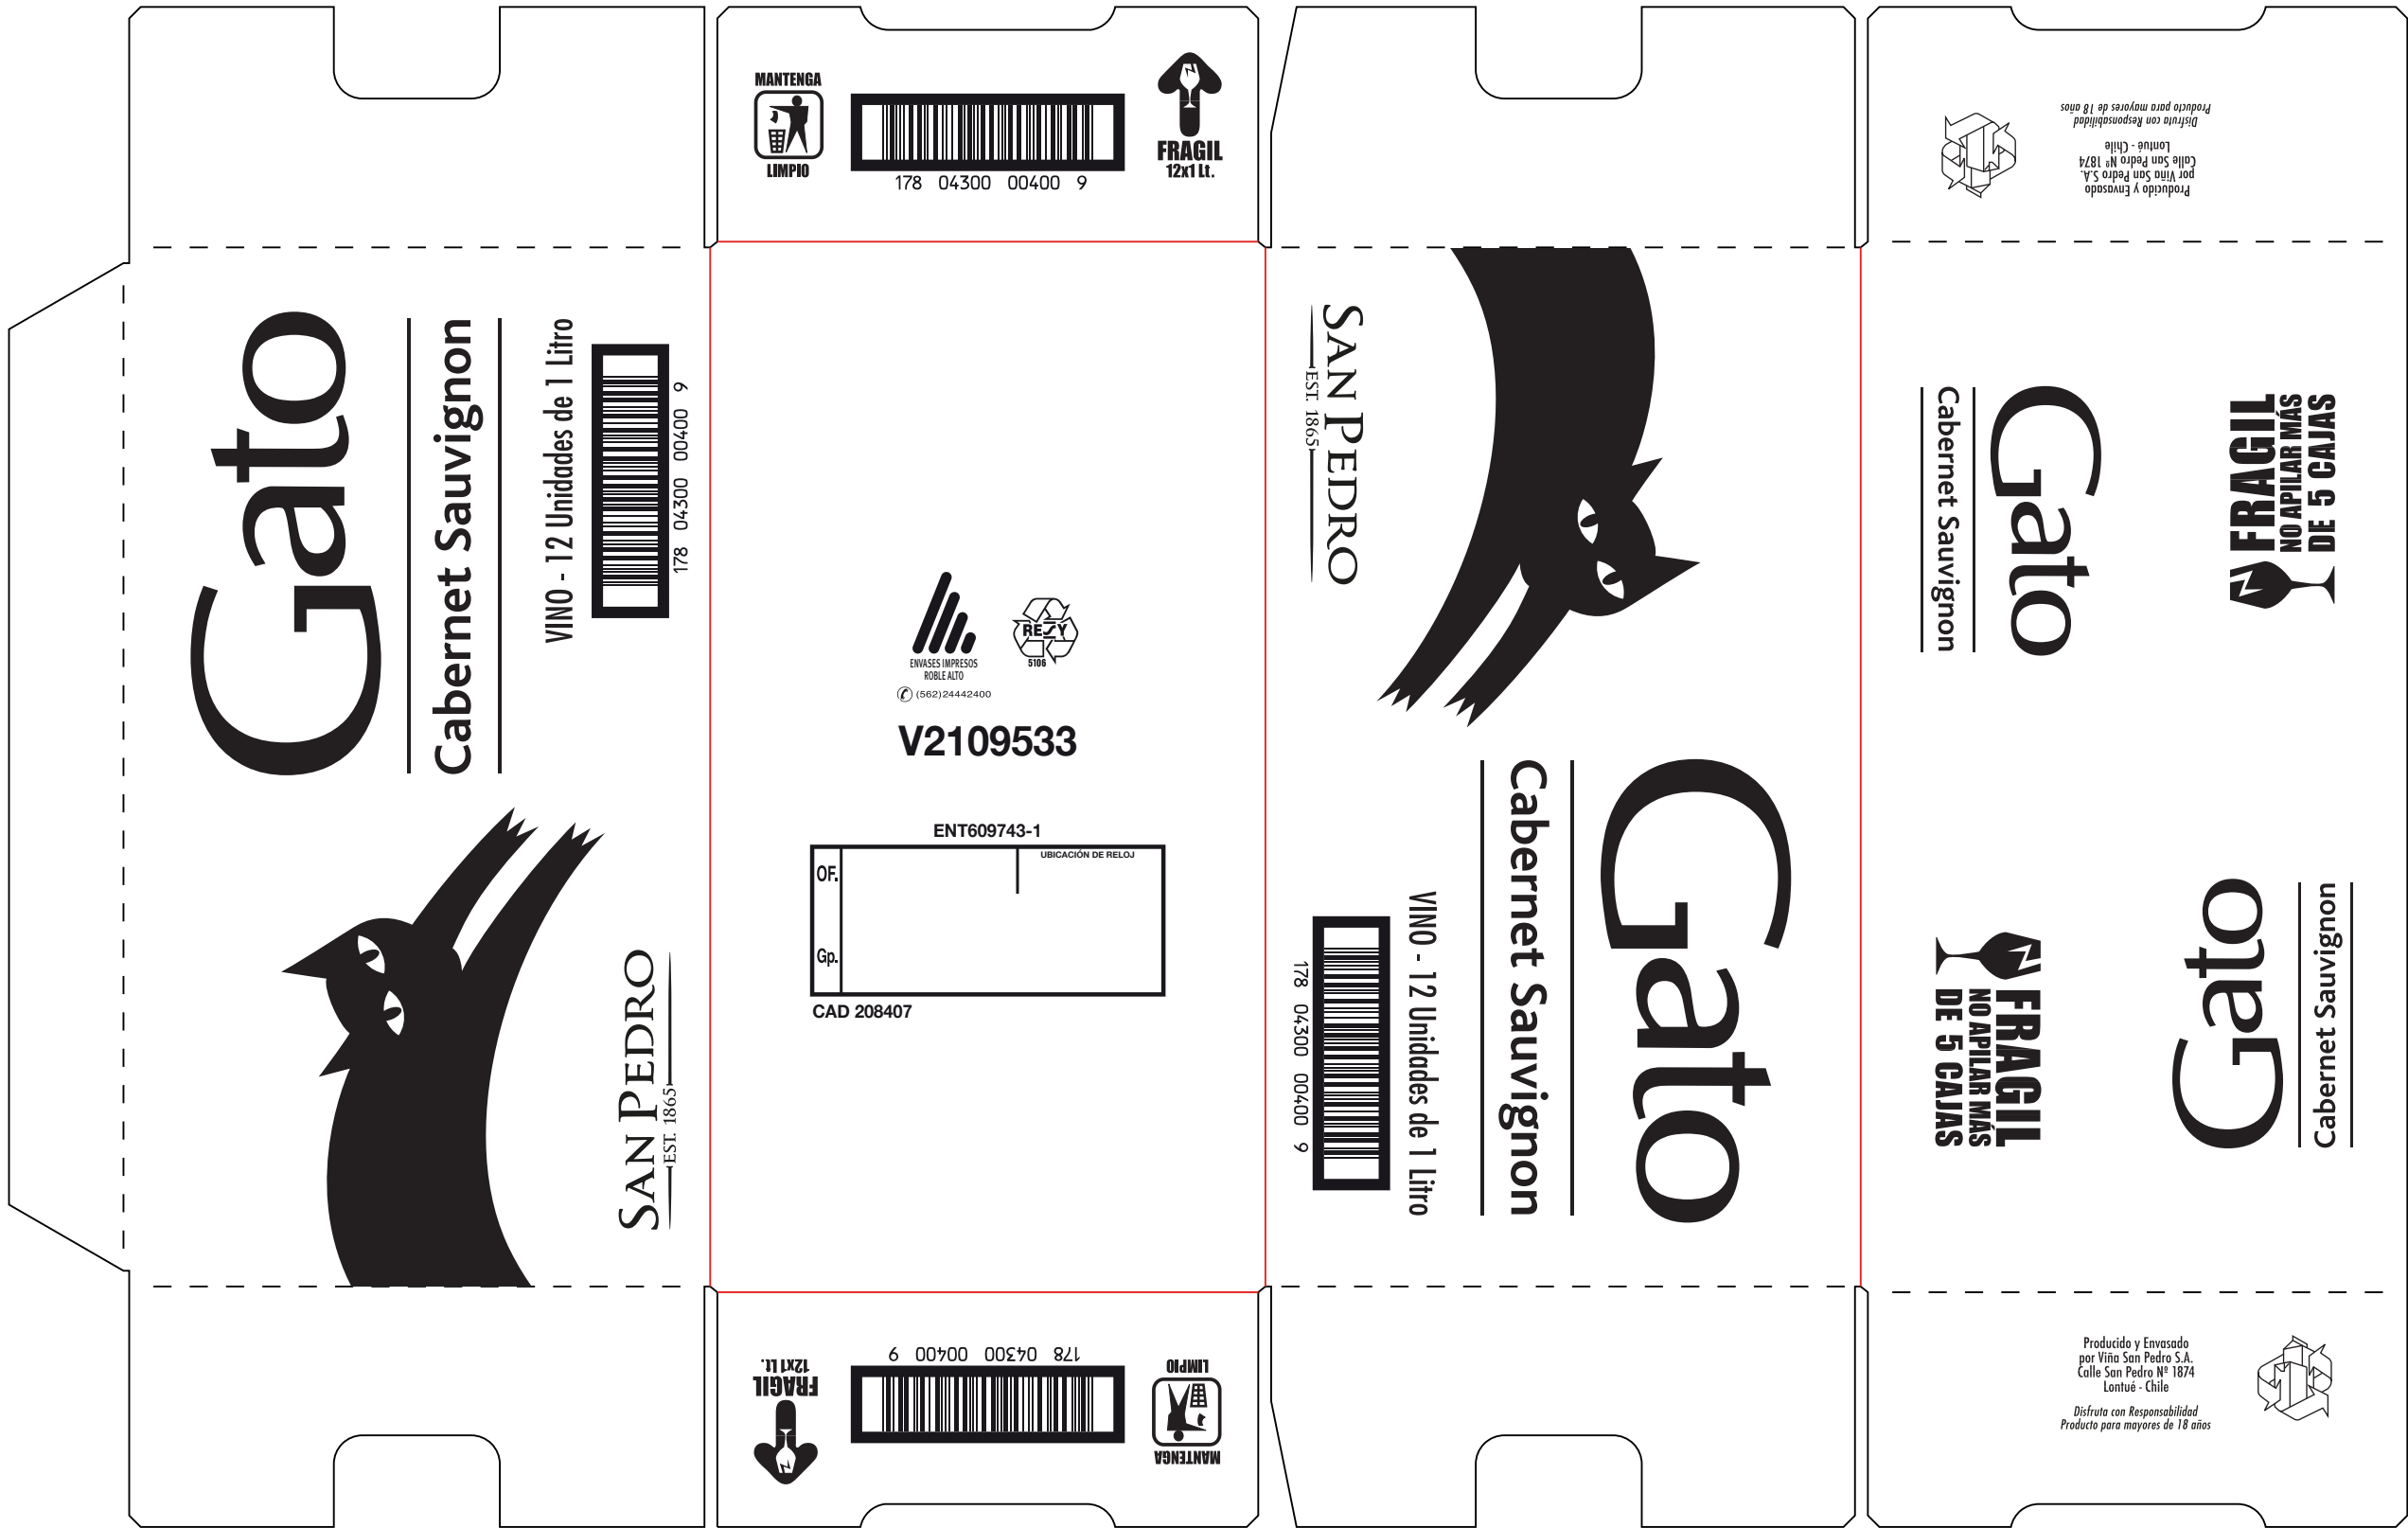 Gato
Cabernet Sauvignon
VINO - 12 Unidades de 1 Litro
178 04300 00400 9
SAN PEDRO
EST. 1865
MANTENGA
LIMPIO
178 04300 00400 9
FRAGIL
12x1 Lt.
ENVASES IMPRESOS
ROBLE ALTO
(562)24442400
RESY
5106
V2109533
ENT609743-1
UBICACIÓN DE RELOJ
OF.
Gp.
CAD 208407
178 04300 00400 9
FRAGIL
12x1 Lt.
MANTENGA
LIMPIO
SAN PEDRO
EST. 1865
Gato
Cabernet Sauvignon
VINO - 12 Unidades de 1 Litro
178 04300 00400 9
Producido y Envasado
por Viña San Pedro S.A.
Calle San Pedro Nº 1874
Lontué - Chile
Disfruta con Responsabilidad
Producto para mayores de 18 años
Gato
Cabernet Sauvignon
FRAGIL
NO APILAR MÁS
DE 5 CAJAS
FRAGIL
NO APILAR MÁS
DE 5 CAJAS
Gato
Cabernet Sauvignon
Producido y Envasado
por Viña San Pedro S.A.
Calle San Pedro Nº 1874
Lontué - Chile
Disfruta con Responsabilidad
Producto para mayores de 18 años